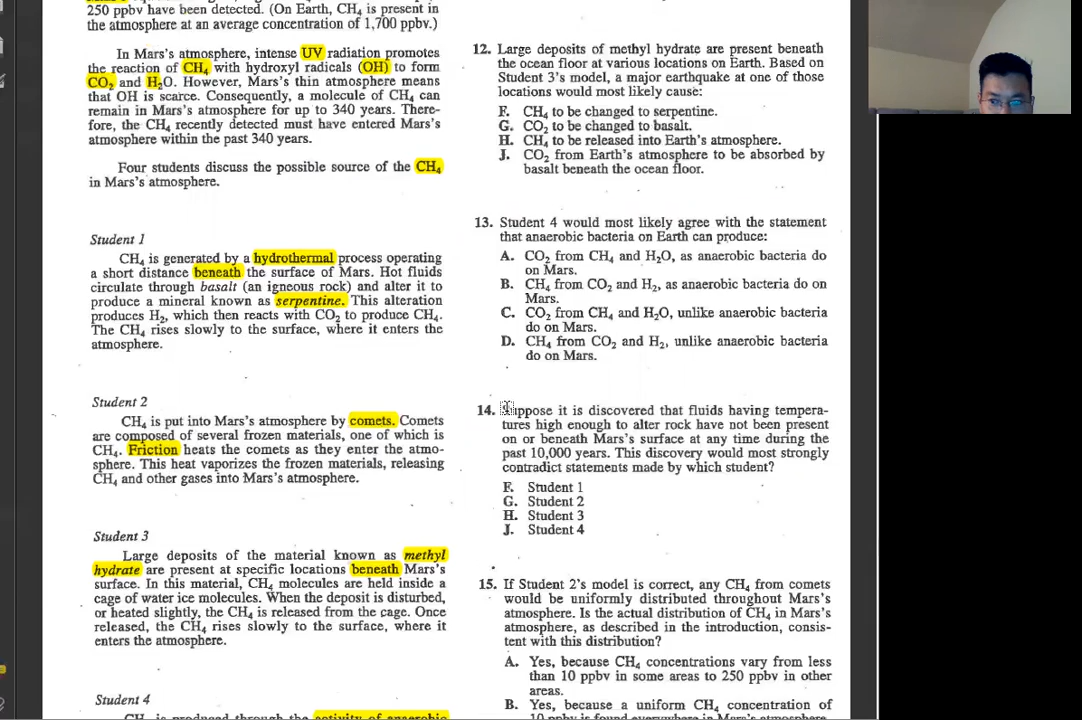 250 ppbv have been detected. (On Earth, CH₄ is present in
the atmosphere at an average concentration of 1,700 ppbv.)
In Mars's atmosphere, intense UV radiation promotes
the reaction of CH₄ with hydroxyl radicals (OH) to form
CO₂ and H₂O. However, Mars's thin atmosphere means
that OH is scarce. Consequently, a molecule of CH₄ can
remain in Mars's atmosphere for up to 340 years. There-
fore, the CH₄ recently detected must have entered Mars's
atmosphere within the past 340 years.
Four students discuss the possible source of the CH₄
in Mars's atmosphere.
Student 1
CH₄ is generated by a hydrothermal process operating
a short distance beneath the surface of Mars. Hot fluids
circulate through basalt (an igneous rock) and alter it to
produce a mineral known as serpentine. This alteration
produces H₂, which then reacts with CO₂ to produce CH₄.
The CH₄ rises slowly to the surface, where it enters the
atmosphere.
Student 2
CH₄ is put into Mars's atmosphere by comets. Comets
are composed of several frozen materials, one of which is
CH₄. Friction heats the comets as they enter the atmo-
sphere. This heat vaporizes the frozen materials, releasing
CH₄ and other gases into Mars's atmosphere.
Student 3
Large deposits of the material known as methyl
hydrate are present at specific locations beneath Mars's
surface. In this material, CH₄ molecules are held inside a
cage of water ice molecules. When the deposit is disturbed,
or heated slightly, the CH₄ is released from the cage. Once
released, the CH₄ rises slowly to the surface, where it
enters the atmosphere.
Student 4
is produced through the activity of anaerobic
12. Large deposits of methyl hydrate are present beneath
the ocean floor at various locations on Earth. Based on
Student 3's model, a major earthquake at one of those
locations would most likely cause:
F. CH₄ to be changed to serpentine.
G. CO₂ to be changed to basalt.
H. CH₄ to be released into Earth's atmosphere.
J. CO₂ from Earth's atmosphere to be absorbed by
basalt beneath the ocean floor.
13. Student 4 would most likely agree with the statement
that anaerobic bacteria on Earth can produce:
A. CO₂ from CH₄ and H₂O, as anaerobic bacteria do
on Mars.
B. CH₄ from CO₂ and H₂, as anaerobic bacteria do on
Mars.
C. CO₂ from CH₄ and H₂O, unlike anaerobic bacteria
do on Mars.
D. CH₄ from CO₂ and H₂, unlike anaerobic bacteria
do on Mars.
14. Suppose it is discovered that fluids having tempera-
tures high enough to alter rock have not been present
on or beneath Mars's surface at any time during the
past 10,000 years. This discovery would most strongly
contradict statements made by which student?
F. Student 1
G. Student 2
H. Student 3
J. Student 4
15. If Student 2's model is correct, any CH₄ from comets
would be uniformly distributed throughout Mars's
atmosphere. Is the actual distribution of CH₄ in Mars's
atmosphere, as described in the introduction, consis-
tent with this distribution?
A. Yes, because CH₄ concentrations vary from less
than 10 ppbv in some areas to 250 ppbv in other
areas.
B. Yes, because a uniform CH₄ concentration of
10 ppbv is found everywhere in Mars's atmosphere.